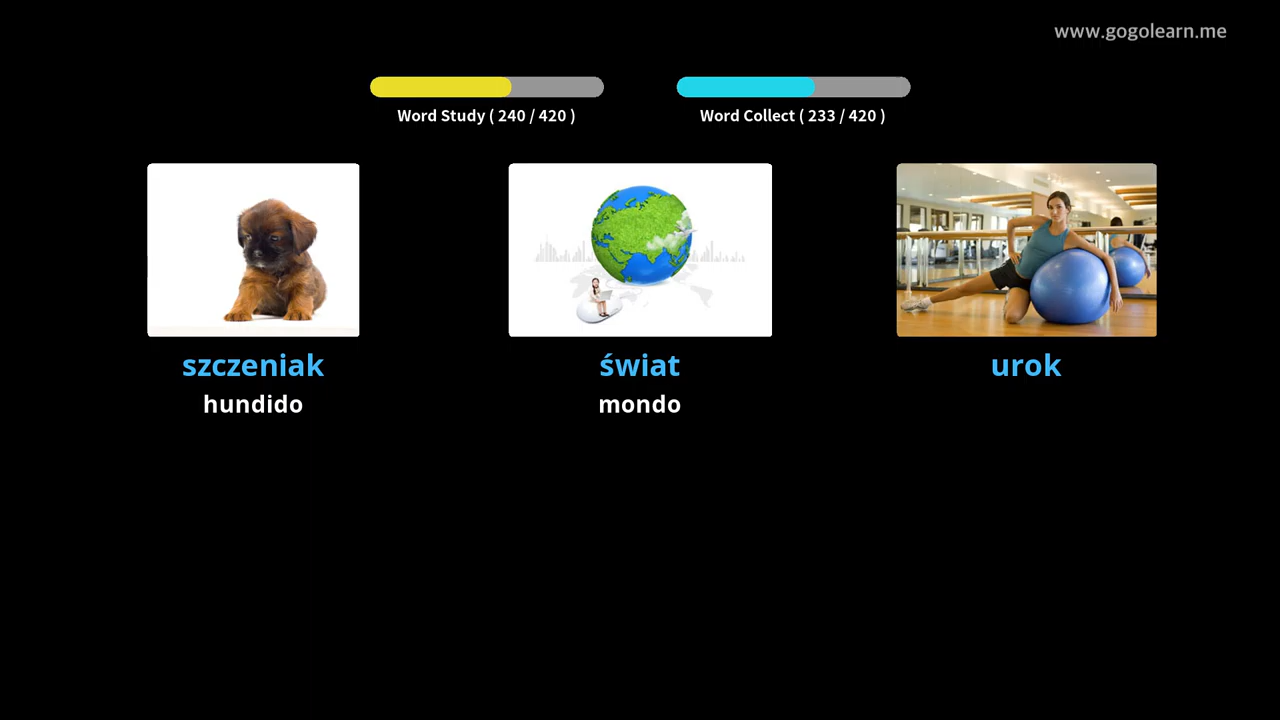 www.gogolearn.me
Word Study ( 240 / 420 )
Word Collect ( 233 / 420 )
szczeniak
świat
urok
hundido
mondo